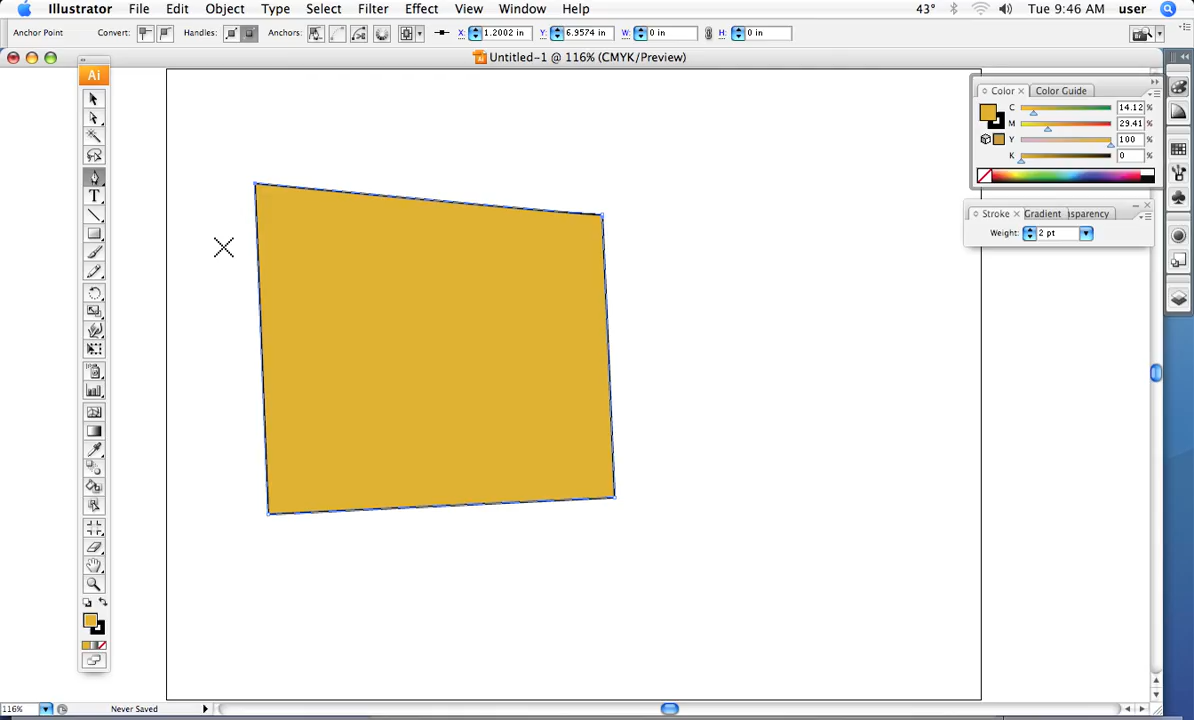 Illustrator File Edit Object Type Select Filter Effect View Window Help 43° Tue 9:46 AM user
Anchor Point Convert: Handles: Anchors: X: 1.2002 in Y: 6.9574 in W: 0 in H: 0 in
Untitled-1 @ 116% (CMYK/Preview)
Ai
Color × Color Guide
C 14.12 %
M 29.41 %
Y 100 %
K 0 %
Stroke × Gradient sparency
Weight: 2 pt
T
116% Never Saved